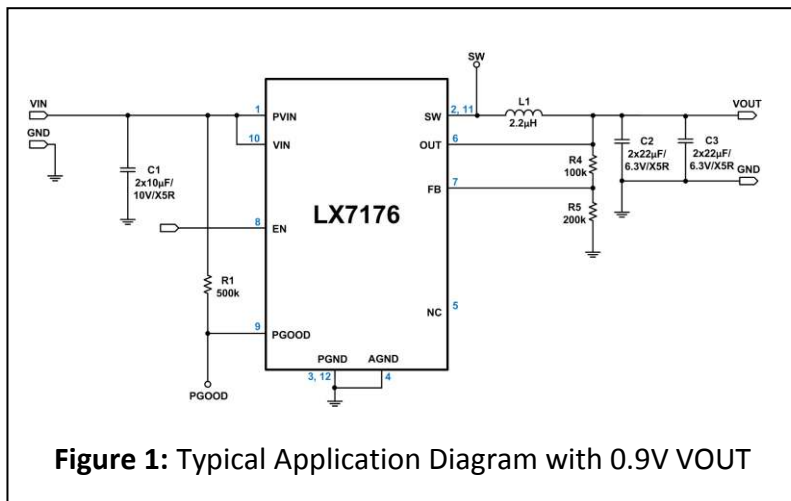 SW
VIN
L1
VOUT
1
PVIN
SW
2, 11
2.2µH
GND
10
VIN
OUT
6
C1
2x10µF/
10V/X5R
R4
100k
C2
2x22µF/
6.3V/X5R
C3
2x22µF/
6.3V/X5R
GND
FB
7
LX7176
R5
200k
8
EN
R1
500k
NC
5
9
PGOOD
PGND
AGND
3, 12
4
PGOOD
Figure 1: Typical Application Diagram with 0.9V VOUT